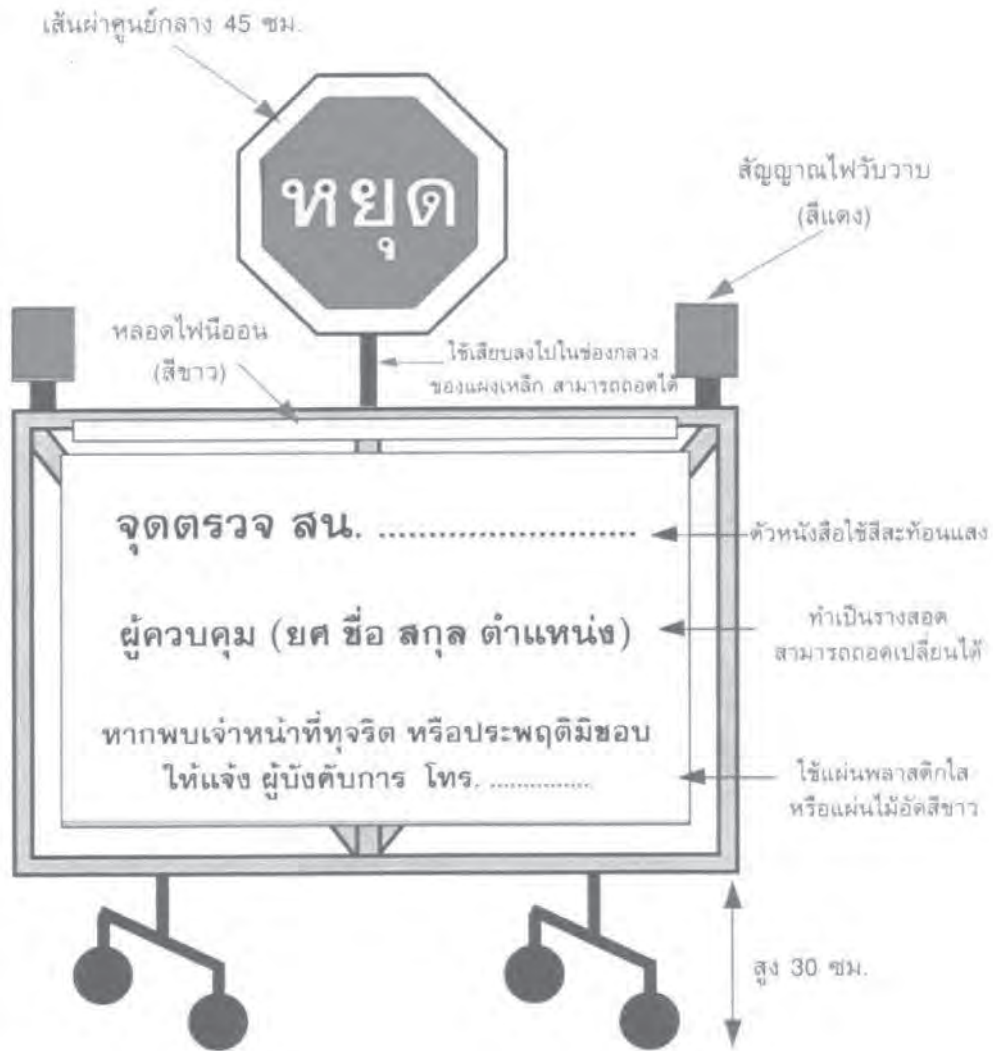 เส้นผ่าศูนย์กลาง 45 ซม.
หยุด
สัญญาณไฟวับวาบ
(สีแดง)
หลอดไฟนีออน
(สีขาว)
ใช้เสียบลงไปในช่องกลวง
ของแผงเหล็ก สามารถถอดได้
จุดตรวจ สน. ..........................
ตัวหนังสือใช้สีสะท้อนแสง
ผู้ควบคุม (ยศ ชื่อ สกุล ตำแหน่ง)
ทำเป็นรางสอด
สามารถถอดเปลี่ยนได้
หากพบเจ้าหน้าที่ทุจริต หรือประพฤติมิชอบ
ให้แจ้ง ผู้บังคับการ โทร. ...............
ใช้แผ่นพลาสติกใส
หรือแผ่นไม้อัดสีขาว
สูง 30 ซม.